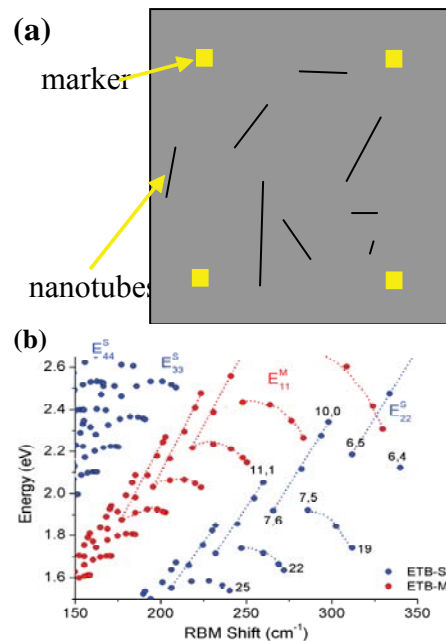 (a)
marker
nanotubes
(b)
E44S
E33S
E11M
E22S
10,0
11,1
6,5
6,4
7,6
7,5
19
22
25
2.6
2.4
2.2
2.0
1.8
1.6
Energy (eV)
ETB-S
ETB-M
150 200 250 300 350
RBM Shift (cm-1)